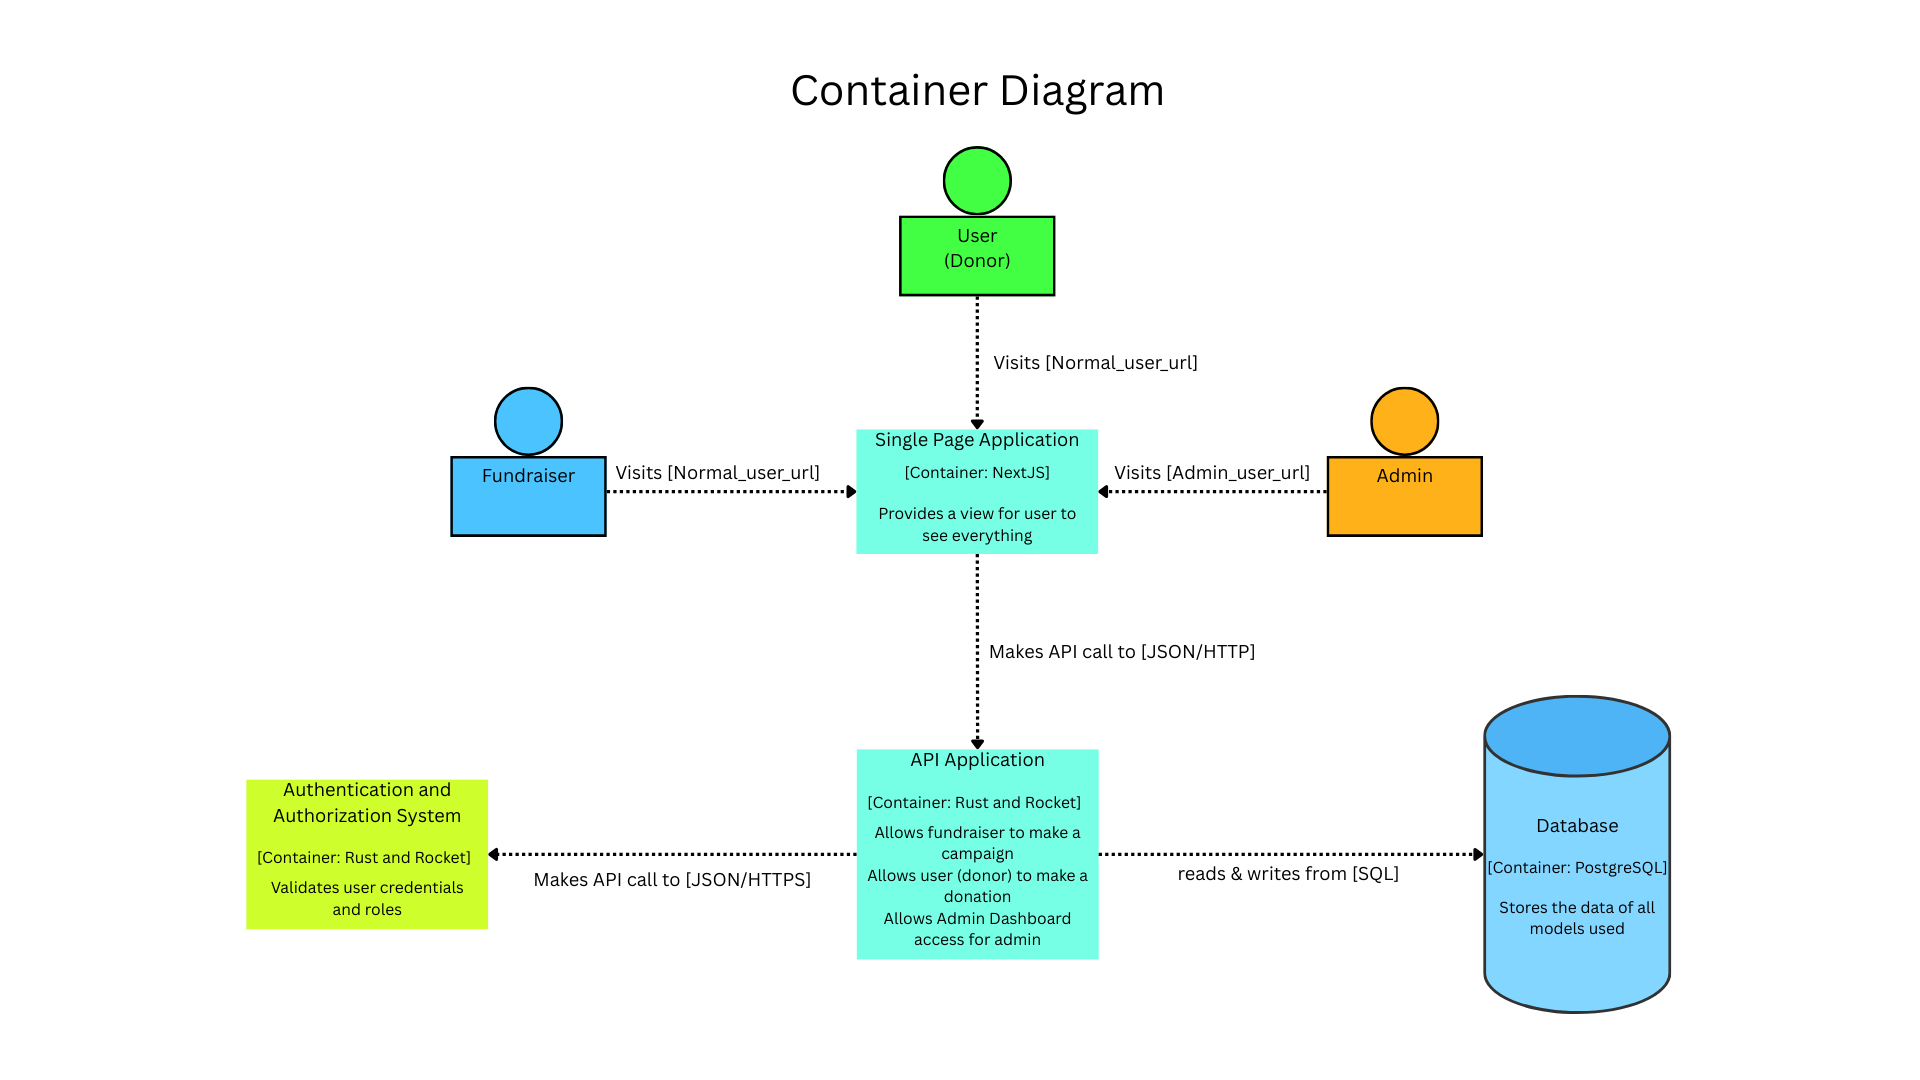 Container Diagram
User
(Donor)
Visits [Normal_user_url]
Fundraiser
Visits [Normal_user_url]
Single Page Application
[Container: NextJS]
Provides a view for user to
see everything
Visits [Admin_user_url]
Admin
Makes API call to [JSON/HTTP]
Authentication and
Authorization System
[Container: Rust and Rocket]
Validates user credentials
and roles
Makes API call to [JSON/HTTPS]
API Application
[Container: Rust and Rocket]
Allows fundraiser to make a
campaign
Allows user (donor) to make a
donation
Allows Admin Dashboard
access for admin
reads & writes from [SQL]
Database
[Container: PostgreSQL]
Stores the data of all
models used